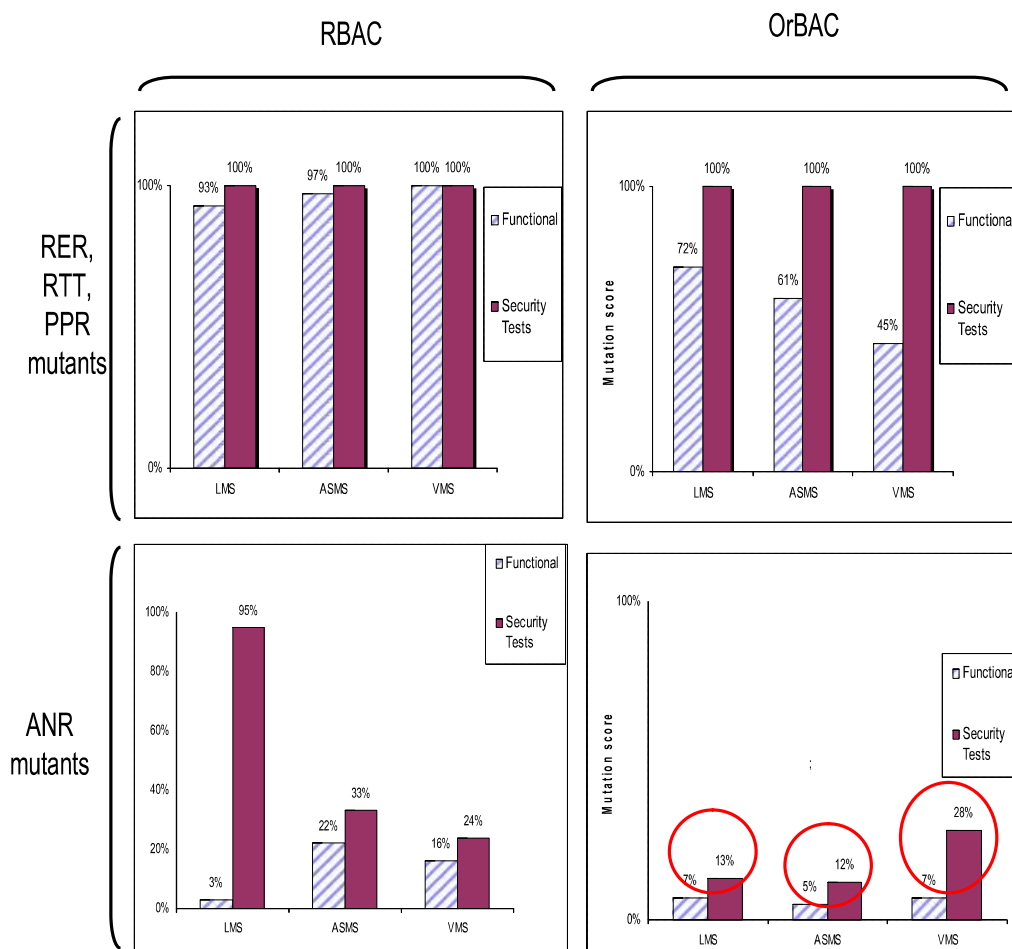 RBAC
OrBAC
RER,
RTT,
PPR
mutants
100%
0%
93%
100%
97%
100%
100%
100%
LMS
ASMS
VMS
Functional
Security
Tests
Mutation score
100%
0%
72%
100%
61%
100%
45%
100%
LMS
ASMS
VMS
Functional
Security
Tests
ANR
mutants
100%
80%
60%
40%
20%
0%
3%
95%
22%
33%
16%
24%
LMS
ASMS
VMS
Functional
Security
Tests
Mutation score
100%
0%
7%
13%
5%
12%
7%
28%
;
LMS
ASMS
VMS
Functional
Security
Tests